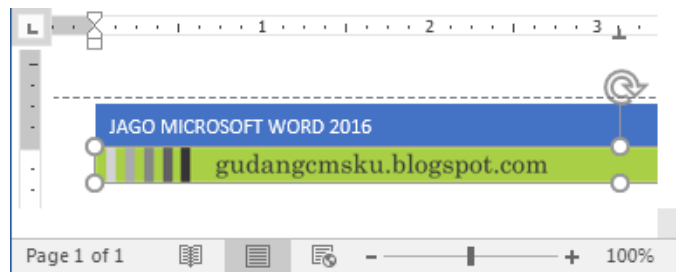 L 1 2 3
JAGO MICROSOFT WORD 2016
gudangcmsku.blogspot.com
Page 1 of 1 - + 100%